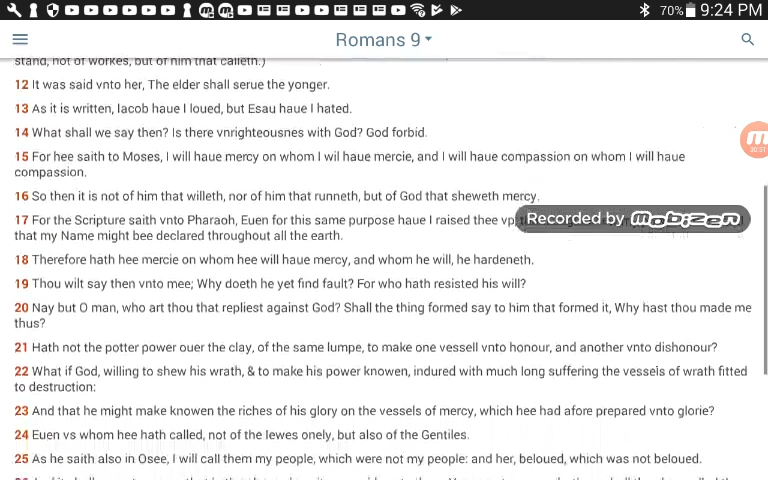 70% 9:24 PM
Romans 9
stand, not of workes, but of him that calleth.)
12 It was said vnto her, The elder shall serue the yonger.
13 As it is written, Iacob haue I loued, but Esau haue I hated.
14 What shall we say then? Is there vnrighteousnes with God? God forbid.
15 For hee saith to Moses, I will haue mercy on whom I wil haue mercie, and I will haue compassion on whom I will haue
compassion.
16 So then it is not of him that willeth, nor of him that runneth, but of God that sheweth mercy.
17 For the Scripture saith vnto Pharaoh, Euen for this same purpose haue I raised thee vp,
Recorded by mobizen
that my Name might bee declared throughout all the earth.
18 Therefore hath hee mercie on whom hee will haue mercy, and whom he will, he hardeneth.
19 Thou wilt say then vnto mee; Why doeth he yet find fault? For who hath resisted his will?
20 Nay but O man, who art thou that repliest against God? Shall the thing formed say to him that formed it, Why hast thou made me
thus?
21 Hath not the potter power ouer the clay, of the same lumpe, to make one vessell vnto honour, and another vnto dishonour?
22 What if God, willing to shew his wrath, & to make his power knowen, indured with much long suffering the vessels of wrath fitted
to destruction:
23 And that he might make knowen the riches of his glory on the vessels of mercy, which hee had afore prepared vnto glorie?
24 Euen vs whom hee hath called, not of the Iewes onely, but also of the Gentiles.
25 As he saith also in Osee, I will call them my people, which were not my people: and her, beloued, which was not beloued.